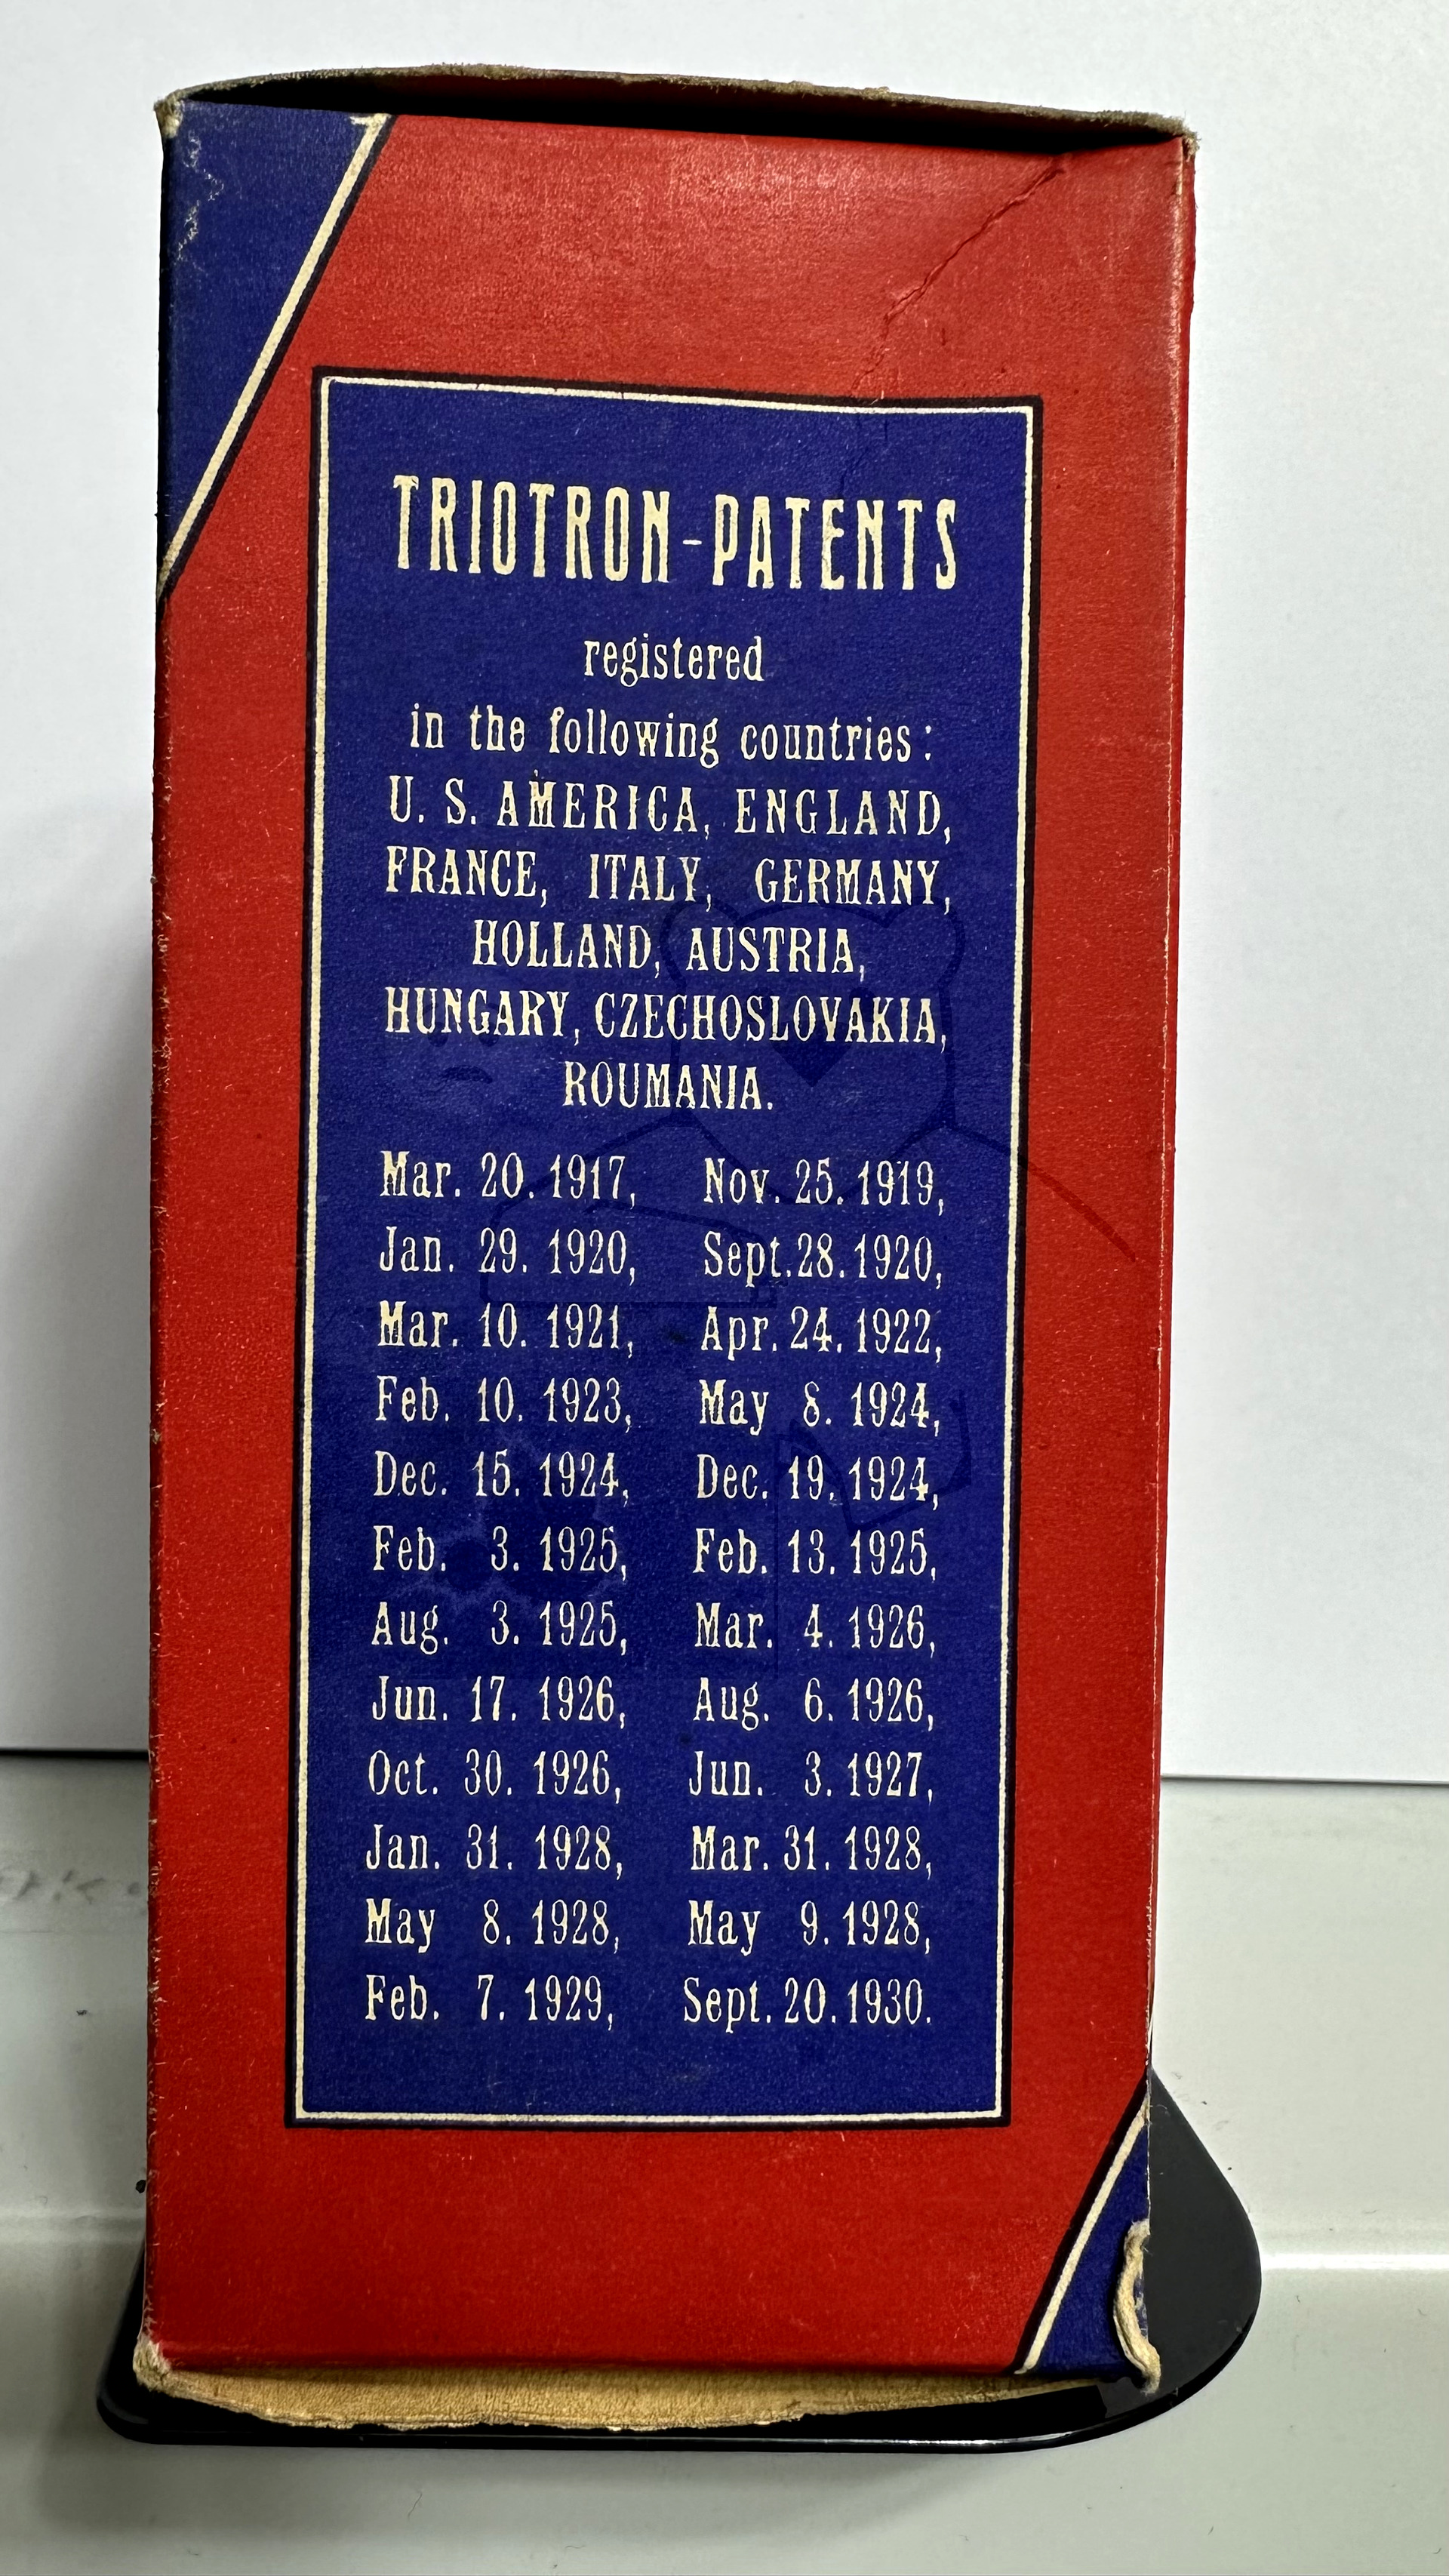 TRIOTRON-PATENTS
registered
in the following countries:
U. S. AMERICA, ENGLAND,
FRANCE, ITALY, GERMANY,
HOLLAND, AUSTRIA,
HUNGARY, CZECHOSLOVAKIA,
ROUMANIA.
Mar. 20. 1917, Nov. 25. 1919,
Jan. 29. 1920, Sept. 28. 1920,
Mar. 10. 1921, Apr. 24. 1922,
Feb. 10. 1923, May 8. 1924,
Dec. 15. 1924, Dec. 19. 1924,
Feb. 3. 1925, Feb. 13. 1925,
Aug. 3. 1925, Mar. 4. 1926,
Jun. 17. 1926, Aug. 6. 1926,
Oct. 30. 1926, Jun. 3. 1927,
Jan. 31. 1928, Mar. 31. 1928,
May 8. 1928, May 9. 1928,
Feb. 7. 1929, Sept. 20. 1930.